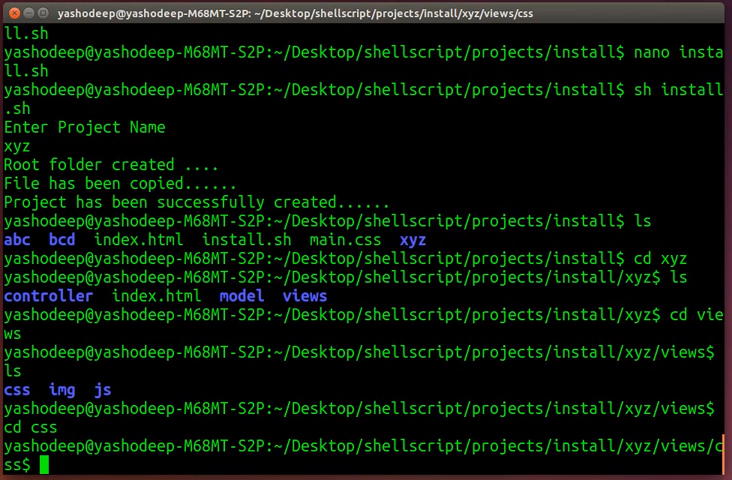 yashodeep@yashodeep-M68MT-S2P: ~/Desktop/shellscript/projects/install/xyz/views/css
ll.sh
yashodeep@yashodeep-M68MT-S2P:~/Desktop/shellscript/projects/install$ nano insta
ll.sh
yashodeep@yashodeep-M68MT-S2P:~/Desktop/shellscript/projects/install$ sh install
.sh
Enter Project Name
xyz
Root folder created ....
File has been copied......
Project has been successfully created......
yashodeep@yashodeep-M68MT-S2P:~/Desktop/shellscript/projects/install$ ls
abc  bcd  index.html  install.sh  main.css  xyz
yashodeep@yashodeep-M68MT-S2P:~/Desktop/shellscript/projects/install$ cd xyz
yashodeep@yashodeep-M68MT-S2P:~/Desktop/shellscript/projects/install/xyz$ ls
controller  index.html  model  views
yashodeep@yashodeep-M68MT-S2P:~/Desktop/shellscript/projects/install/xyz$ cd vie
ws
yashodeep@yashodeep-M68MT-S2P:~/Desktop/shellscript/projects/install/xyz/views$
ls
css  img  js
yashodeep@yashodeep-M68MT-S2P:~/Desktop/shellscript/projects/install/xyz/views$
cd css
yashodeep@yashodeep-M68MT-S2P:~/Desktop/shellscript/projects/install/xyz/views/c
ss$